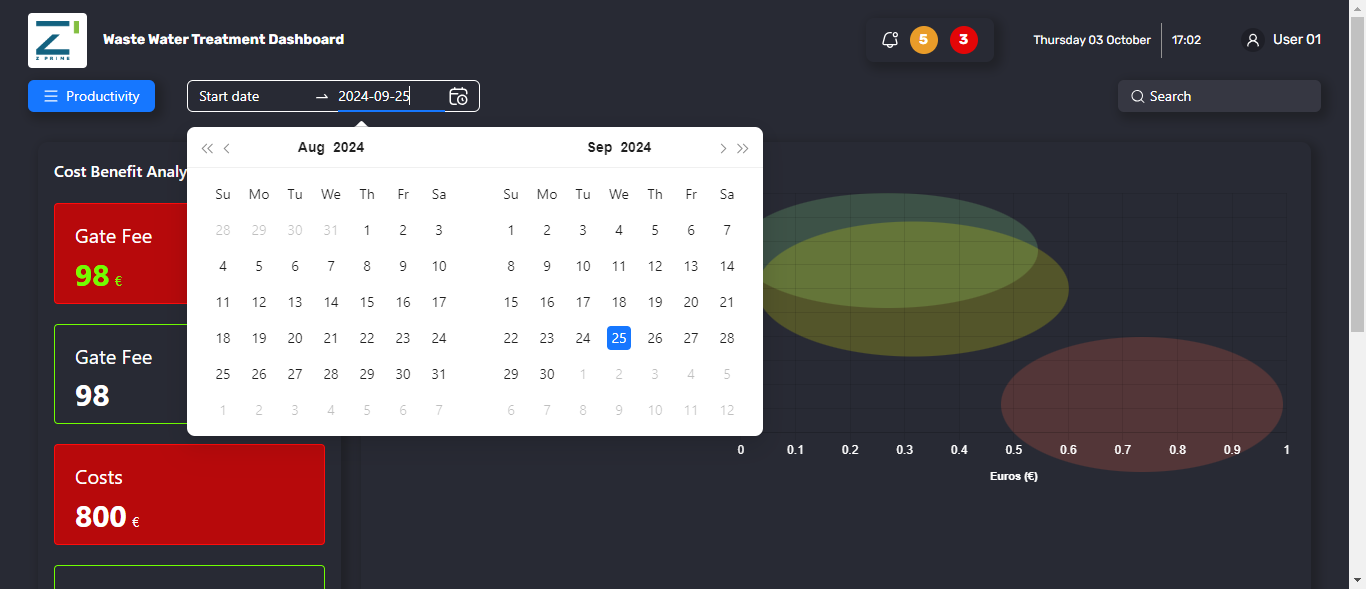 Z PRIME
Waste Water Treatment Dashboard
5 3
Thursday 03 October 17:02
User 01
Productivity
Start date 2024-09-25
Search
Cost Benefit Analy
Gate Fee
98 €
Gate Fee
98
Costs
800 €
Aug 2024
Su Mo Tu We Th Fr Sa
28 29 30 31 1 2 3
4 5 6 7 8 9 10
11 12 13 14 15 16 17
18 19 20 21 22 23 24
25 26 27 28 29 30 31
1 2 3 4 5 6 7
Sep 2024
Su Mo Tu We Th Fr Sa
1 2 3 4 5 6 7
8 9 10 11 12 13 14
15 16 17 18 19 20 21
22 23 24 25 26 27 28
29 30 1 2 3 4 5
6 7 8 9 10 11 12
0 0.1 0.2 0.3 0.4 0.5 0.6 0.7 0.8 0.9 1
Euros (€)